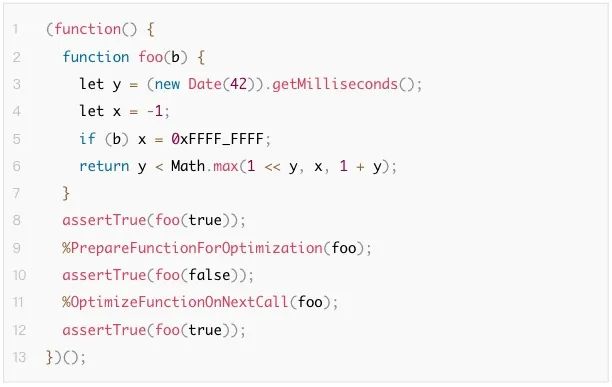 1 (function() {
2 function foo(b) {
3 let y = (new Date(42)).getMilliseconds();
4 let x = -1;
5 if (b) x = 0xFFFF_FFFF;
6 return y < Math.max(1 << y, x, 1 + y);
7 }
8 assertTrue(foo(true));
9 %PrepareFunctionForOptimization(foo);
10 assertTrue(foo(false));
11 %OptimizeFunctionOnNextCall(foo);
12 assertTrue(foo(true));
13 })();